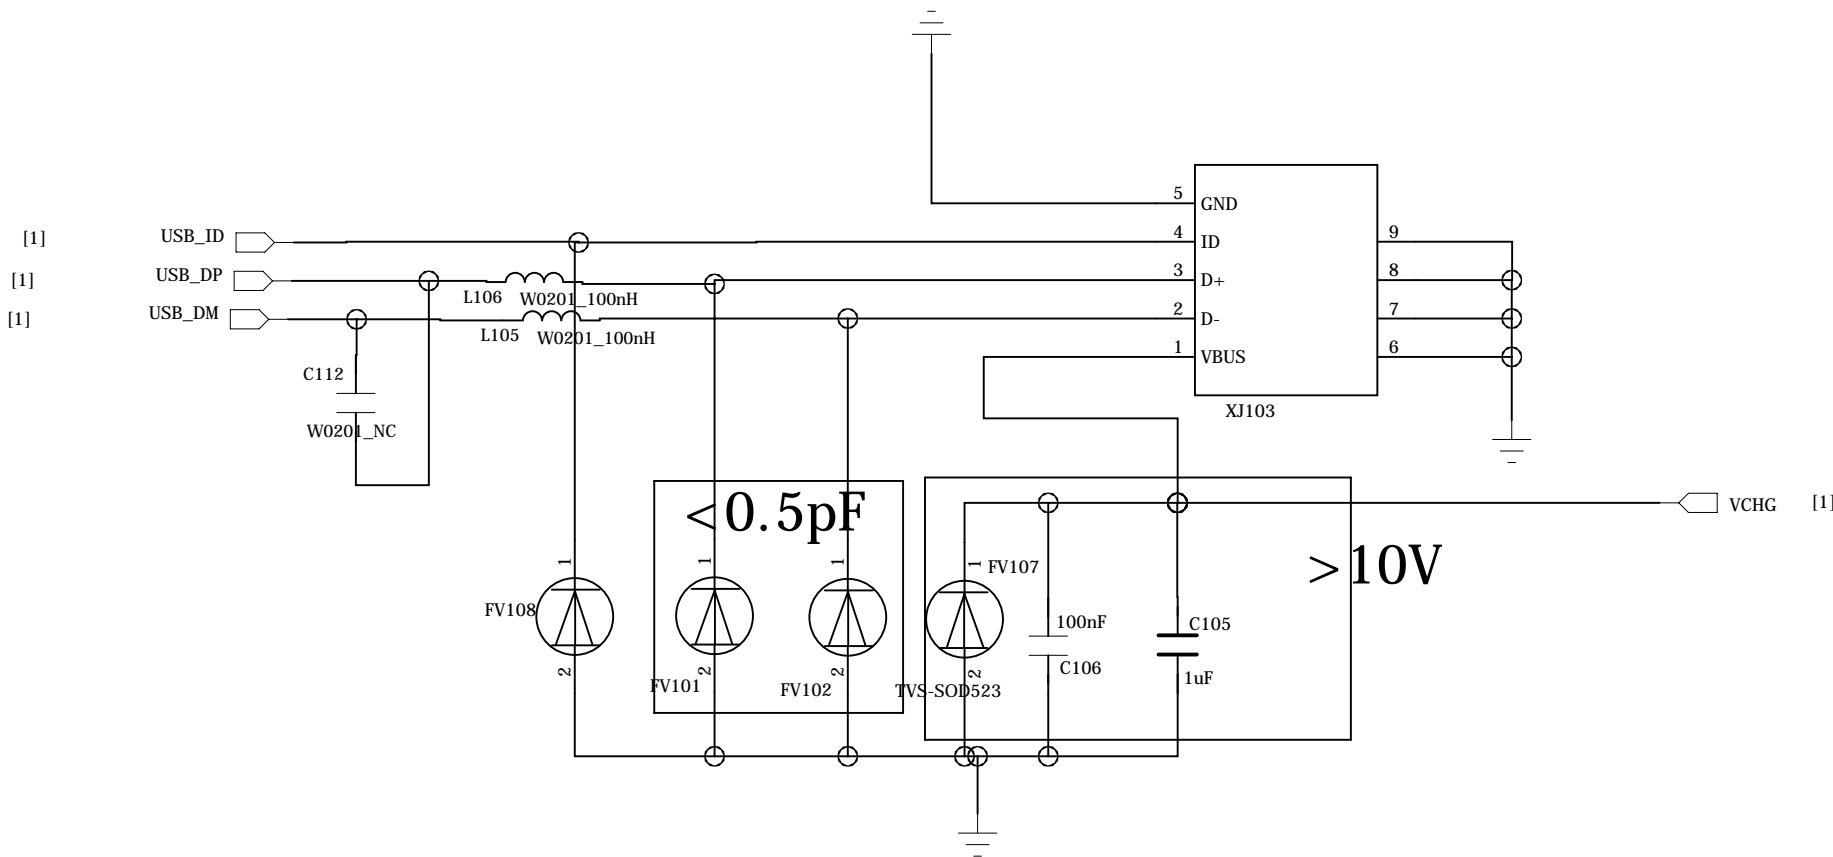 5
GND
[1]
USB_ID
4
ID
9
[1]
USB_DP
3
D+
8
L106
W0201_100nH
[1]
USB_DM
2
D-
7
L105
W0201_100nH
1
VBUS
6
C112
XJ103
W0201_NC
<0.5pF
VCHG
[1]
>10V
1
1
1
1
FV107
FV108
100nF
C105
C106
2
2
2
2
1uF
FV101
FV102
TVS-SOD523